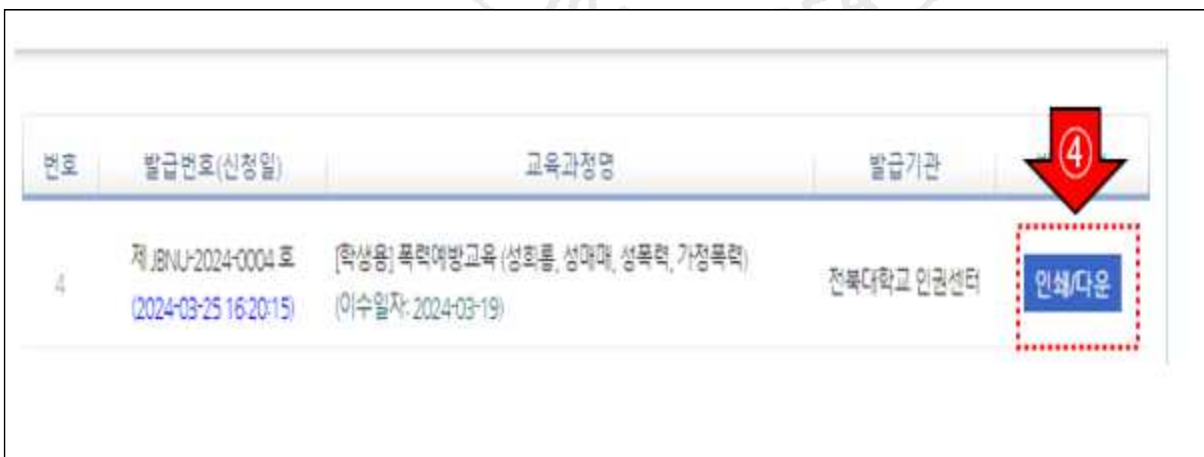 번호 발급번호(신청일) 교육과정명 발급기관 ④
4 제 JBNU-2024-0004 호 [학생용] 폭력예방교육 (성희롱, 성매매, 성폭력, 가정폭력) 전북대학교 인권센터 인쇄/다운
(2024-03-25 16:20:15) (이수일자: 2024-03-19)